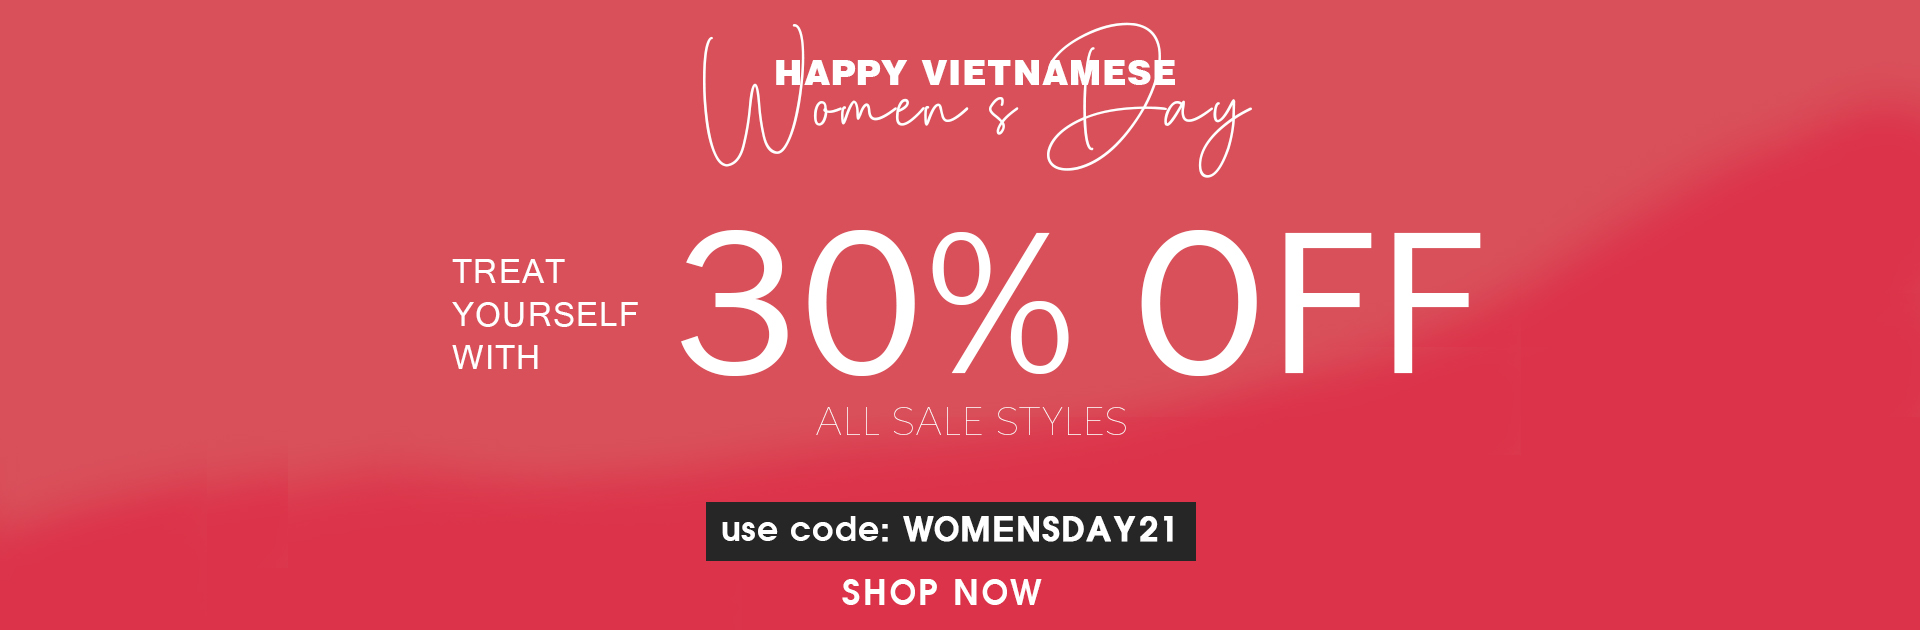 HAPPY VIETNAMESE
Women's Day
TREAT
YOURSELF
WITH
30% OFF
ALL SALE STYLES
use code: WOMENSDAY21
SHOP NOW